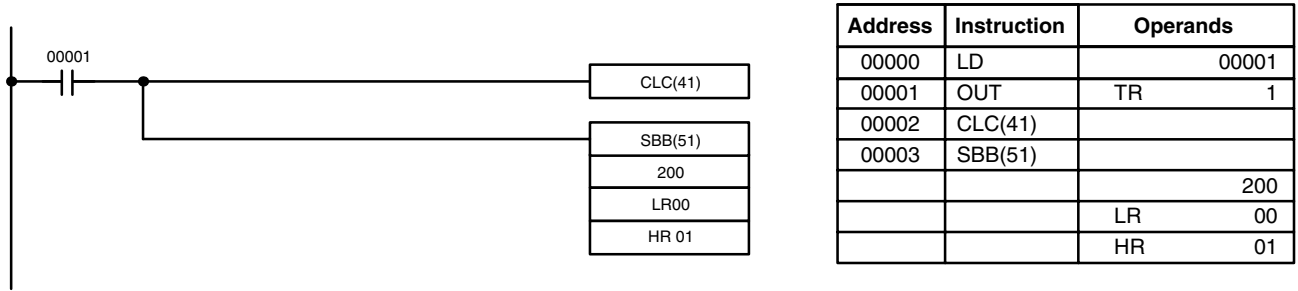 00001
CLC(41)
SBB(51)
200
LR00
HR 01
Address Instruction Operands
00000 LD 00001
00001 OUT TR 1
00002 CLC(41)
00003 SBB(51)
200
LR 00
HR 01